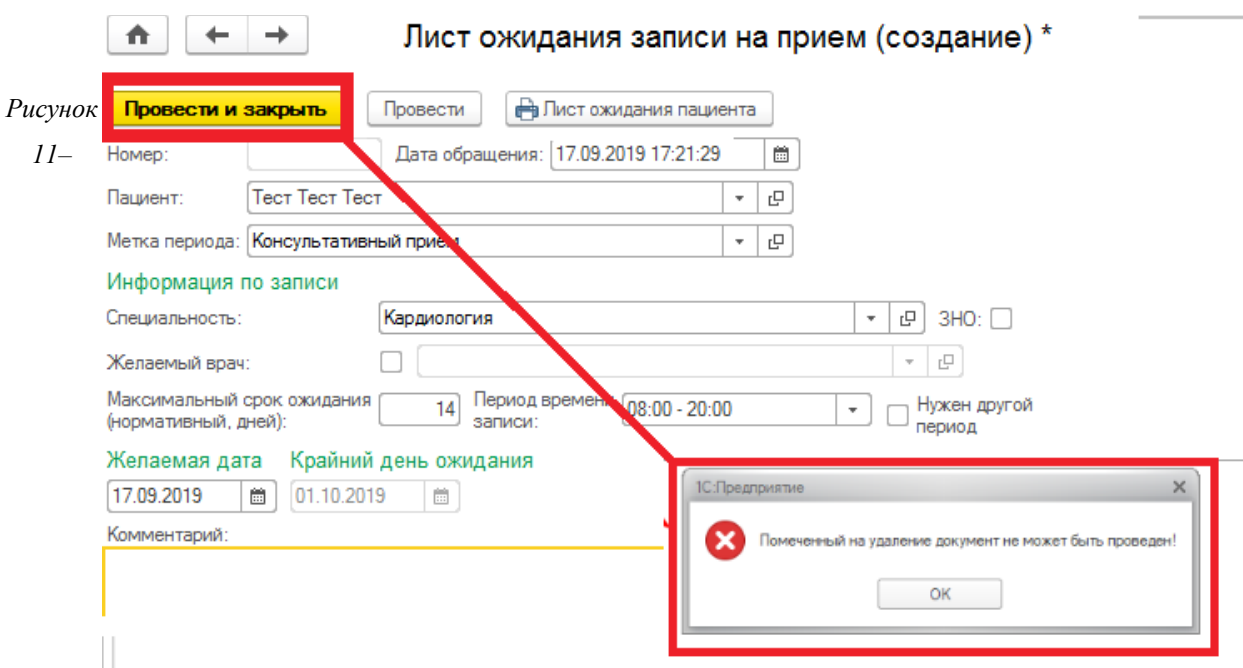 Лист ожидания записи на прием (создание) *
Рисунок
11–
Провести и закрыть Провести Лист ожидания пациента
Номер: Дата обращения: 17.09.2019 17:21:29
Пациент: Тест Тест Тест
Метка периода: Консультативный прием
Информация по записи
Специальность: Кардиология ЗНО:
Желаемый врач:
Максимальный срок ожидания
(нормативный, дней): 14 Период времени
записи: 08:00 - 20:00 Нужен другой
период
Желаемая дата Крайний день ожидания
17.09.2019 01.10.2019
Комментарий:
1С:Предприятие
Помеченный на удаление документ не может быть проведен!
ОК